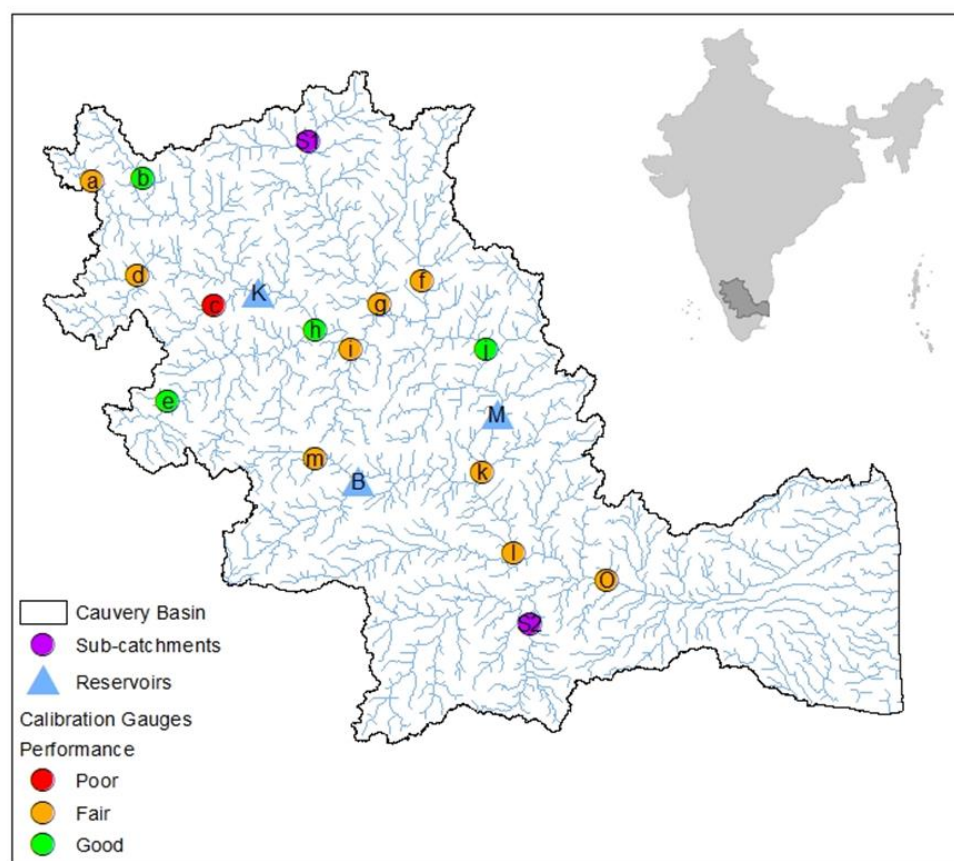 S1
a
b
d
f
K
g
c
h
i
j
e
M
m
k
B
l
O
S2
Cauvery Basin
Sub-catchments
Reservoirs
Calibration Gauges
Performance
Poor
Fair
Good